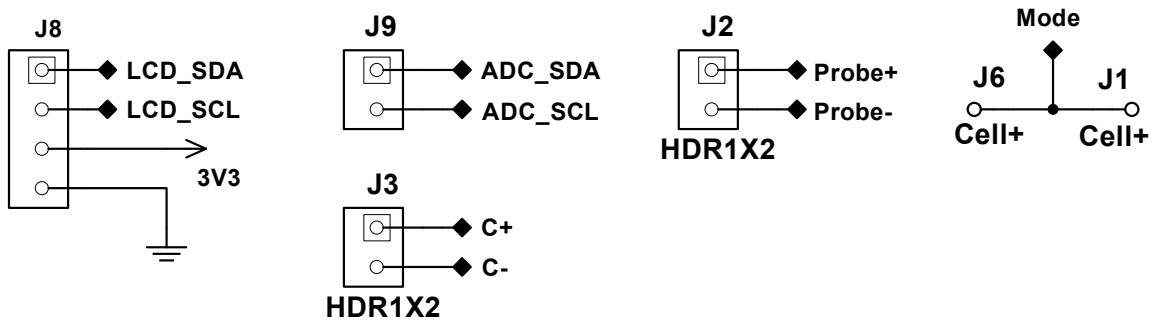 J8
LCD_SDA
LCD_SCL
3V3
J9
ADC_SDA
ADC_SCL
J3
C+
C-
HDR1X2
J2
Probe+
Probe-
HDR1X2
Mode
J6
J1
Cell+
Cell+